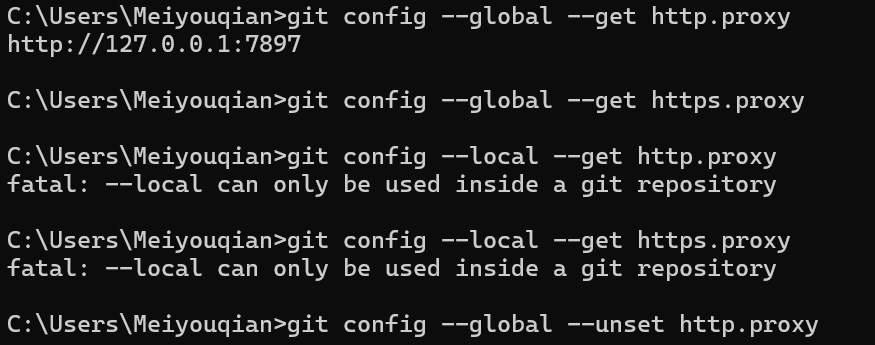 C:\Users\Meiyouqian>git config --global --get http.proxy
http://127.0.0.1:7897
C:\Users\Meiyouqian>git config --global --get https.proxy
C:\Users\Meiyouqian>git config --local --get http.proxy
fatal: --local can only be used inside a git repository
C:\Users\Meiyouqian>git config --local --get https.proxy
fatal: --local can only be used inside a git repository
C:\Users\Meiyouqian>git config --global --unset http.proxy